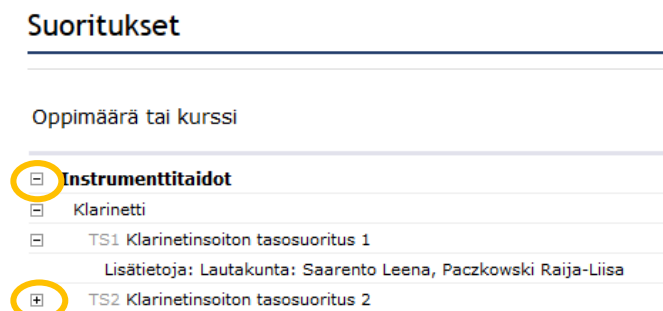 Suoritukset
Oppimäärä tai kurssi
Instrumenttitaidot
Klarinetti
TS1 Klarinetinsoiton tasosuoritus 1
Lisätietoja: Lautakunta: Saarento Leena, Paczkowski Raija-Liisa
TS2 Klarinetinsoiton tasosuoritus 2